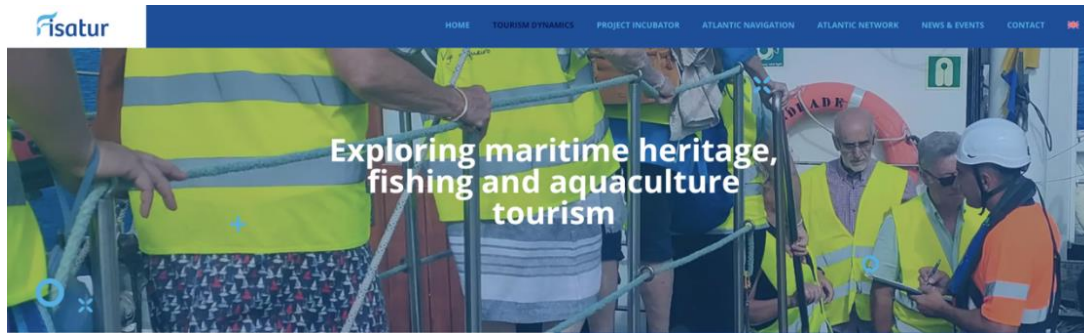 Fisatur
HOME TOURISM DYNAMICS PROJECT INCUBATOR ATLANTIC NAVIGATION ATLANTIC NETWORK NEWS & EVENTS CONTACT
Exploring maritime heritage,
fishing and aquaculture
tourism